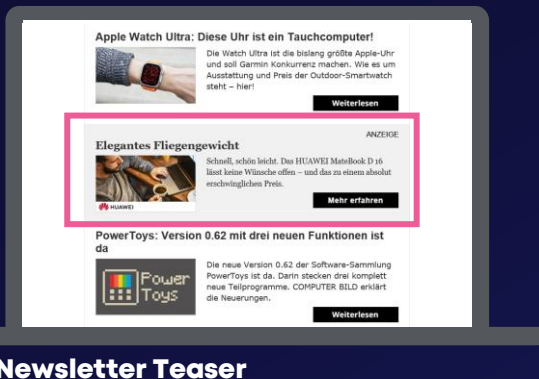 Apple Watch Ultra: Diese Uhr ist ein Tauchcomputer!
Die Watch Ultra ist die bislang größte Apple-Uhr
und soll Garmin Konkurrenz machen. Wie es um
Ausstattung und Preis der Outdoor-Smartwatch
steht – hier!
Weiterlesen
ANZEIGE
Elegantes Fliegengewicht
Schnell, schön leicht. Das HUAWEI MateBook D 16
lässt keine Wünsche offen – und das zu einem absolut
erschwinglichen Preis.
HUAWEI
Mehr erfahren
PowerToys: Version 0.62 mit drei neuen Funktionen ist
da
Power
Toys
Die neue Version 0.62 der Software-Sammlung
PowerToys ist da. Darin stecken drei komplett
neue Teilprogramme. COMPUTER BILD erklärt
die Neuerungen.
Weiterlesen
Newsletter Teaser